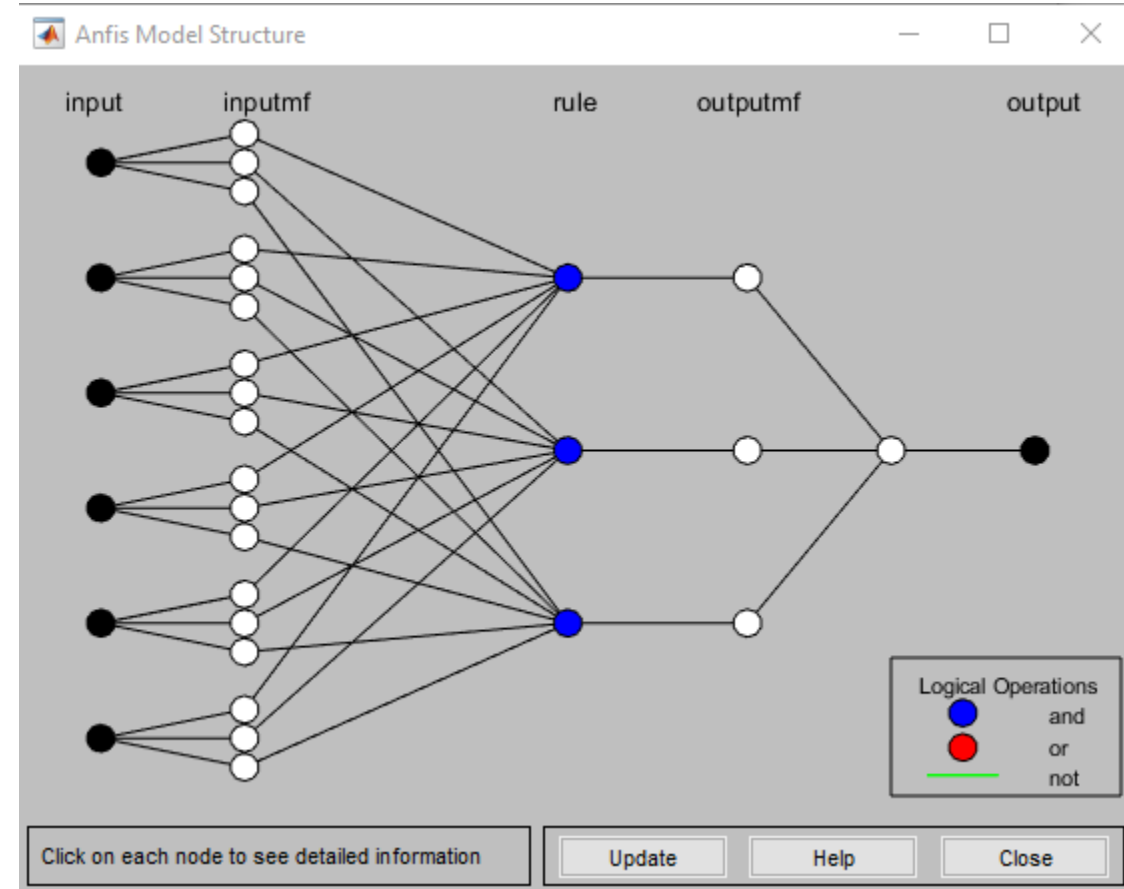 Anfis Model Structure
input inputmf rule outputmf output
Logical Operations
and
or
not
Click on each node to see detailed information
Update Help Close